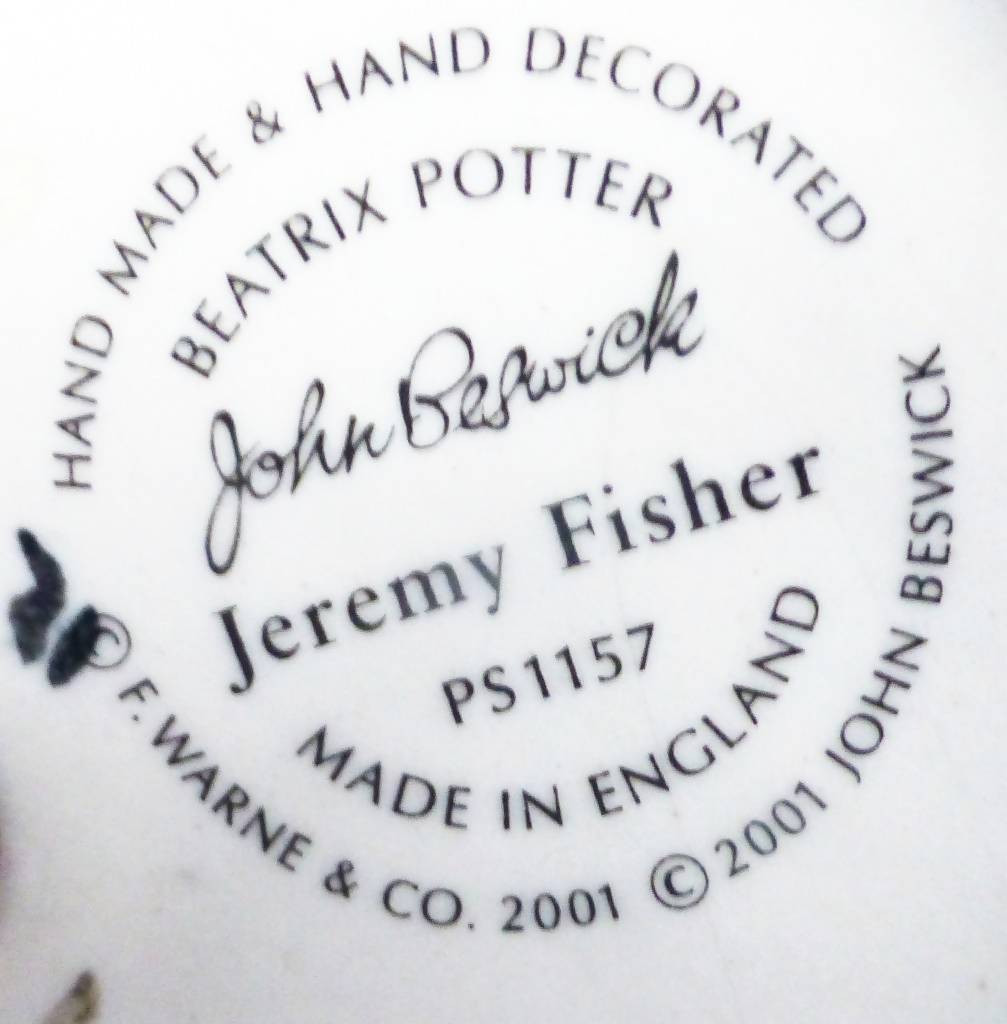 HAND MADE & HAND DECORATED
BEATRIX POTTER
John Beswick
Jeremy Fisher
PS1157
MADE IN ENGLAND
© F. WARNE & CO. 2001 © 2001 JOHN BESWICK